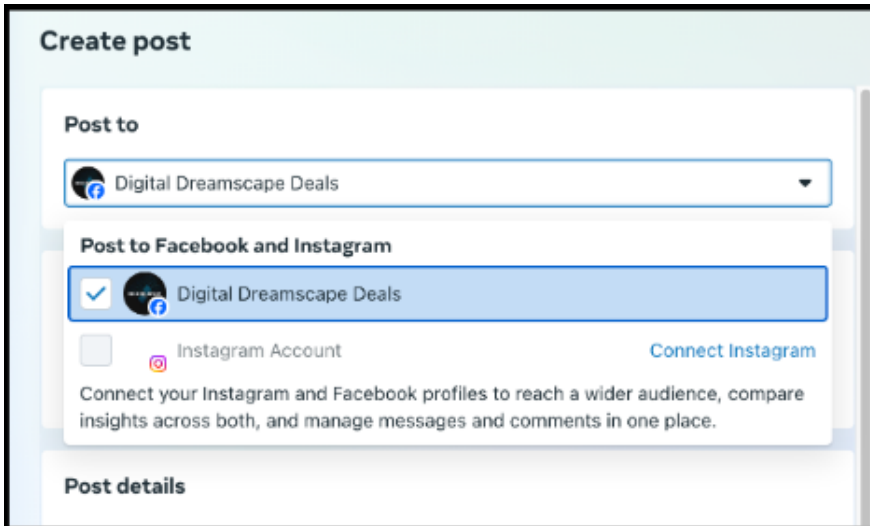 Create post
Post to
Digital Dreamscape Deals
Post to Facebook and Instagram
Digital Dreamscape Deals
Instagram Account
Connect Instagram
Connect your Instagram and Facebook profiles to reach a wider audience, compare
insights across both, and manage messages and comments in one place.
Post details